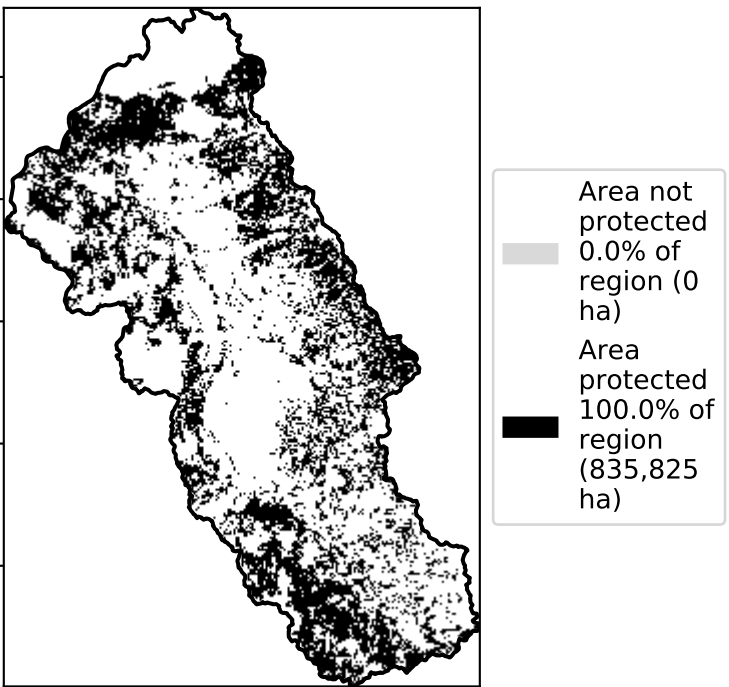 Area not
protected
0.0% of
region (0
ha)
Area
protected
100.0% of
region
(835,825
ha)